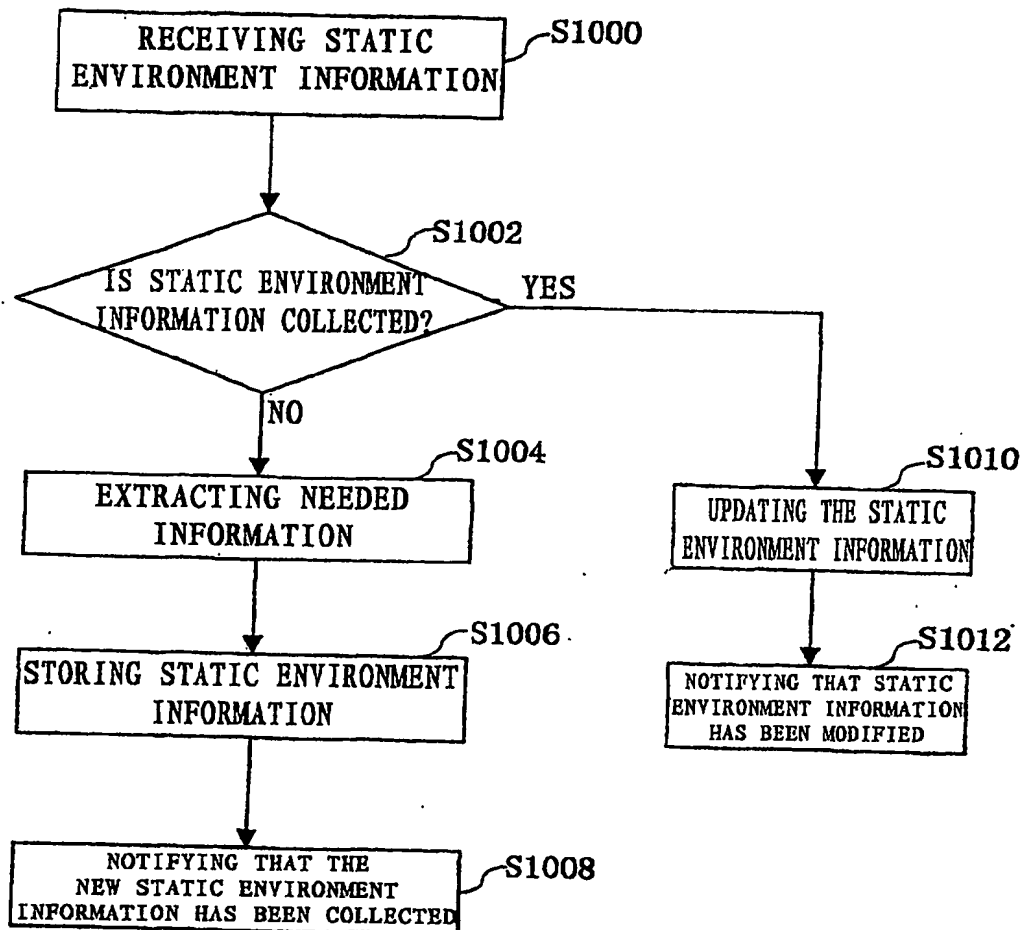 RECEIVING STATIC
ENVIRONMENT INFORMATION
S1000
S1002
IS STATIC ENVIRONMENT
INFORMATION COLLECTED?
YES
NO
S1004
EXTRACTING NEEDED
INFORMATION
S1006
STORING STATIC ENVIRONMENT
INFORMATION
NOTIFYING THAT THE
NEW STATIC ENVIRONMENT
INFORMATION HAS BEEN COLLECTED
S1008
S1010
UPDATING THE STATIC
ENVIRONMENT INFORMATION
S1012
NOTIFYING THAT STATIC
ENVIRONMENT INFORMATION
HAS BEEN MODIFIED